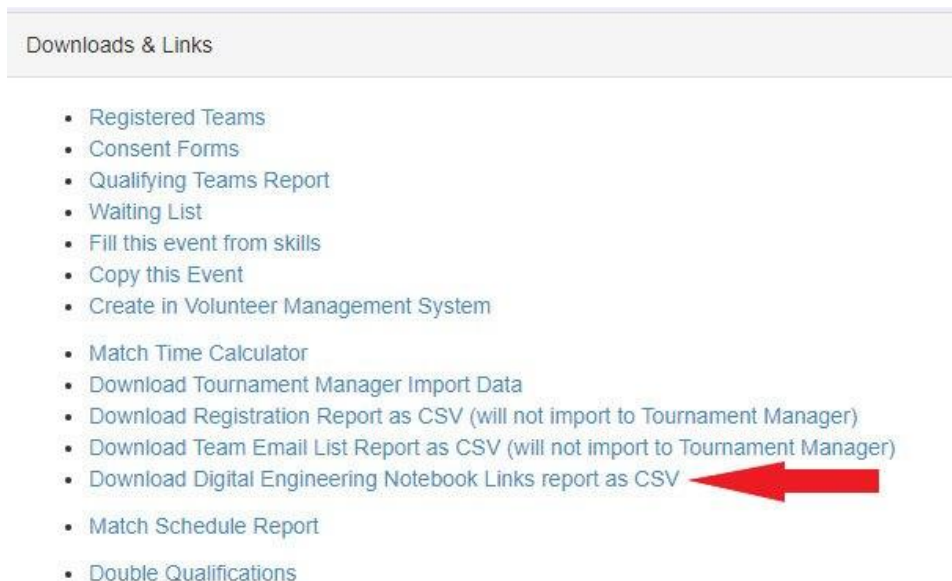 Downloads & Links
Registered Teams
Consent Forms
Qualifying Teams Report
Waiting List
Fill this event from skills
Copy this Event
Create in Volunteer Management System
Match Time Calculator
Download Tournament Manager Import Data
Download Registration Report as CSV (will not import to Tournament Manager)
Download Team Email List Report as CSV (will not import to Tournament Manager)
Download Digital Engineering Notebook Links report as CSV
Match Schedule Report
Double Qualifications